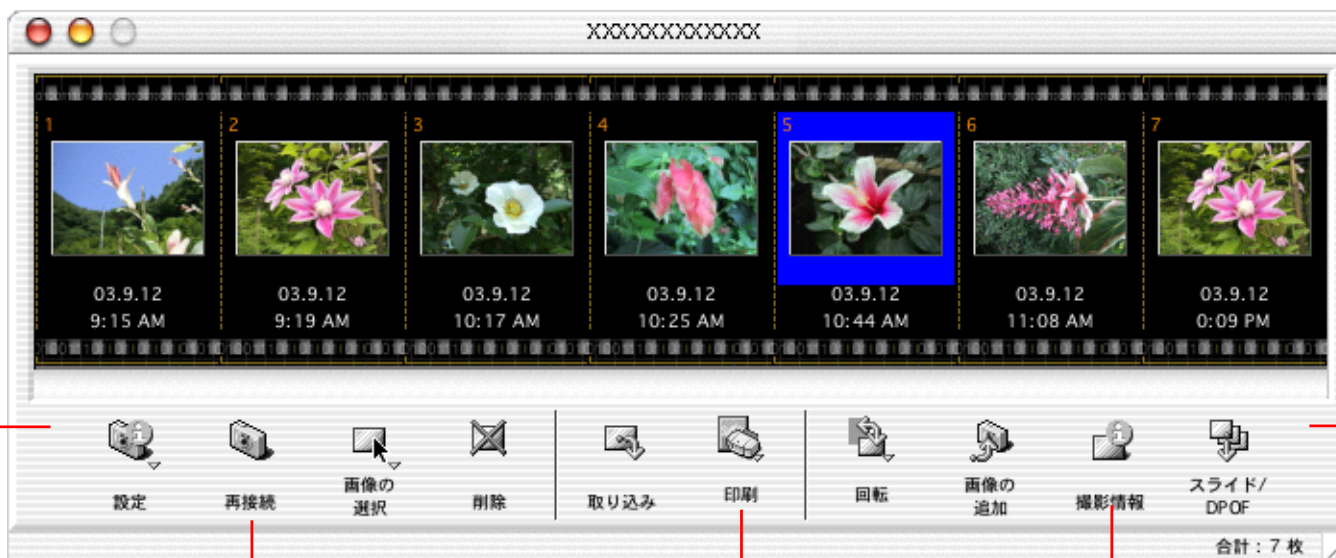 XXXXXXXXXXXXX
1 2 3 4 5 6 7
03.9.12 03.9.12 03.9.12 03.9.12 03.9.12 03.9.12 03.9.12
9:15 AM 9:19 AM 10:17 AM 10:25 AM 10:44 AM 11:08 AM 0:09 PM
設定
再接続
画像の
選択
削除
取り込み
印刷
回転
画像の
追加
撮影情報
スライド/
DPOF
合計:7 枚